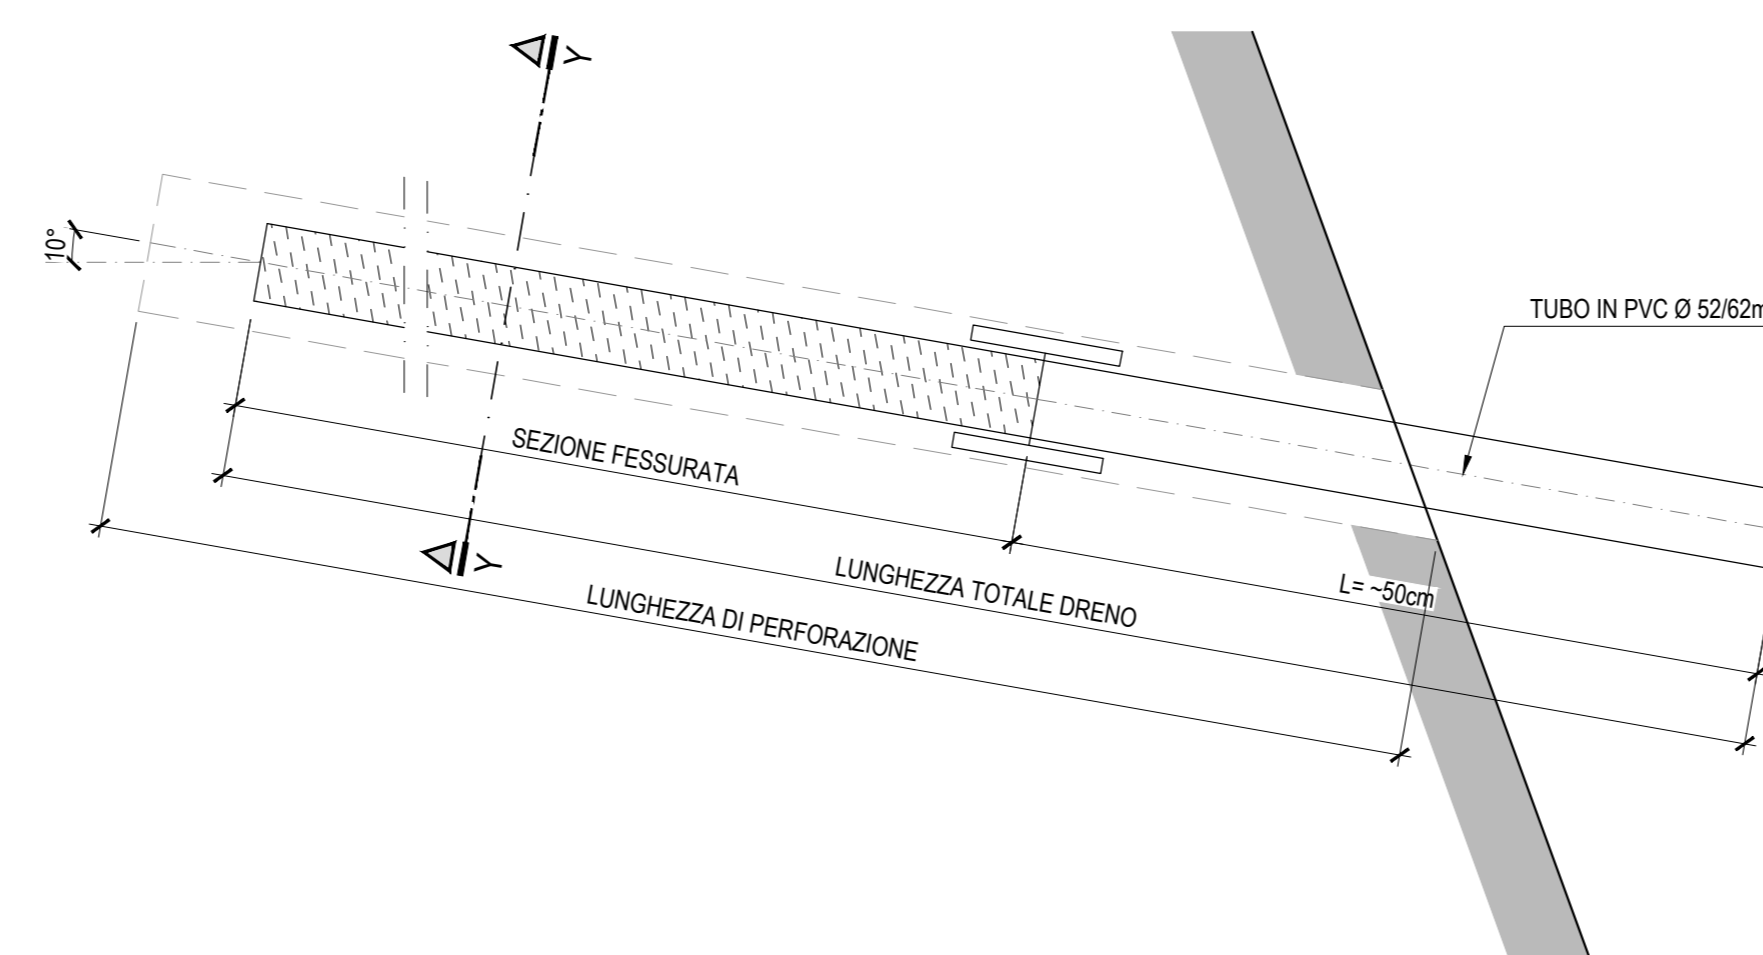 Y
10°
TUBO IN PVC Ø 52/62m
SEZIONE FESSURATA
Y
LUNGHEZZA TOTALE DRENO
L= ~50cm
LUNGHEZZA DI PERFORAZIONE